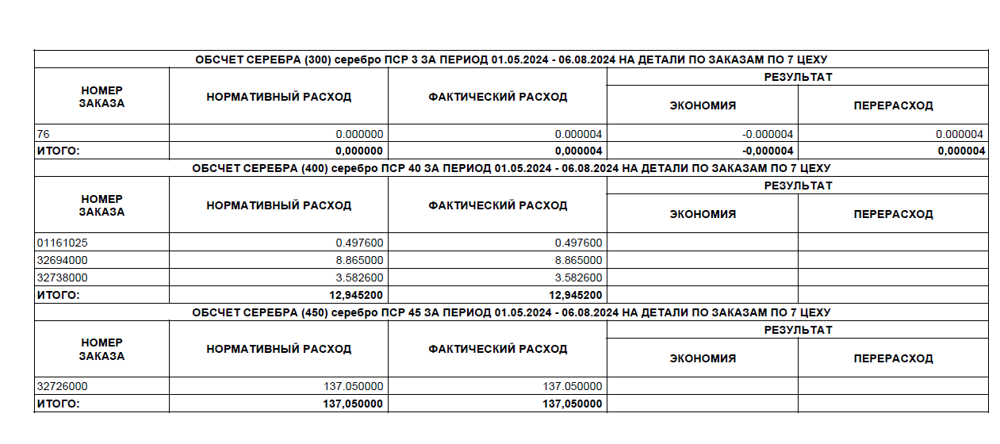 ОБСЧЕТ СЕРЕБРА (300) серебро ПСР 3 ЗА ПЕРИОД 01.05.2024 - 06.08.2024 НА ДЕТАЛИ ПО ЗАКАЗАМ ПО 7 ЦЕХУ
НОМЕР ЗАКАЗА НОРМАТИВНЫЙ РАСХОД ФАКТИЧЕСКИЙ РАСХОД РЕЗУЛЬТАТ
ЭКОНОМИЯ ПЕРЕРАСХОД
76 0.000000 0.000004 -0.000004 0.000004
ИТОГО: 0,000000 0,000004 -0,000004 0,000004
ОБСЧЕТ СЕРЕБРА (400) серебро ПСР 40 ЗА ПЕРИОД 01.05.2024 - 06.08.2024 НА ДЕТАЛИ ПО ЗАКАЗАМ ПО 7 ЦЕХУ
НОМЕР ЗАКАЗА НОРМАТИВНЫЙ РАСХОД ФАКТИЧЕСКИЙ РАСХОД РЕЗУЛЬТАТ
ЭКОНОМИЯ ПЕРЕРАСХОД
01161025 0.497600 0.497600
32694000 8.865000 8.865000
32738000 3.582600 3.582600
ИТОГО: 12,945200 12,945200
ОБСЧЕТ СЕРЕБРА (450) серебро ПСР 45 ЗА ПЕРИОД 01.05.2024 - 06.08.2024 НА ДЕТАЛИ ПО ЗАКАЗАМ ПО 7 ЦЕХУ
НОМЕР ЗАКАЗА НОРМАТИВНЫЙ РАСХОД ФАКТИЧЕСКИЙ РАСХОД РЕЗУЛЬТАТ
ЭКОНОМИЯ ПЕРЕРАСХОД
32726000 137.050000 137.050000
ИТОГО: 137,050000 137,050000